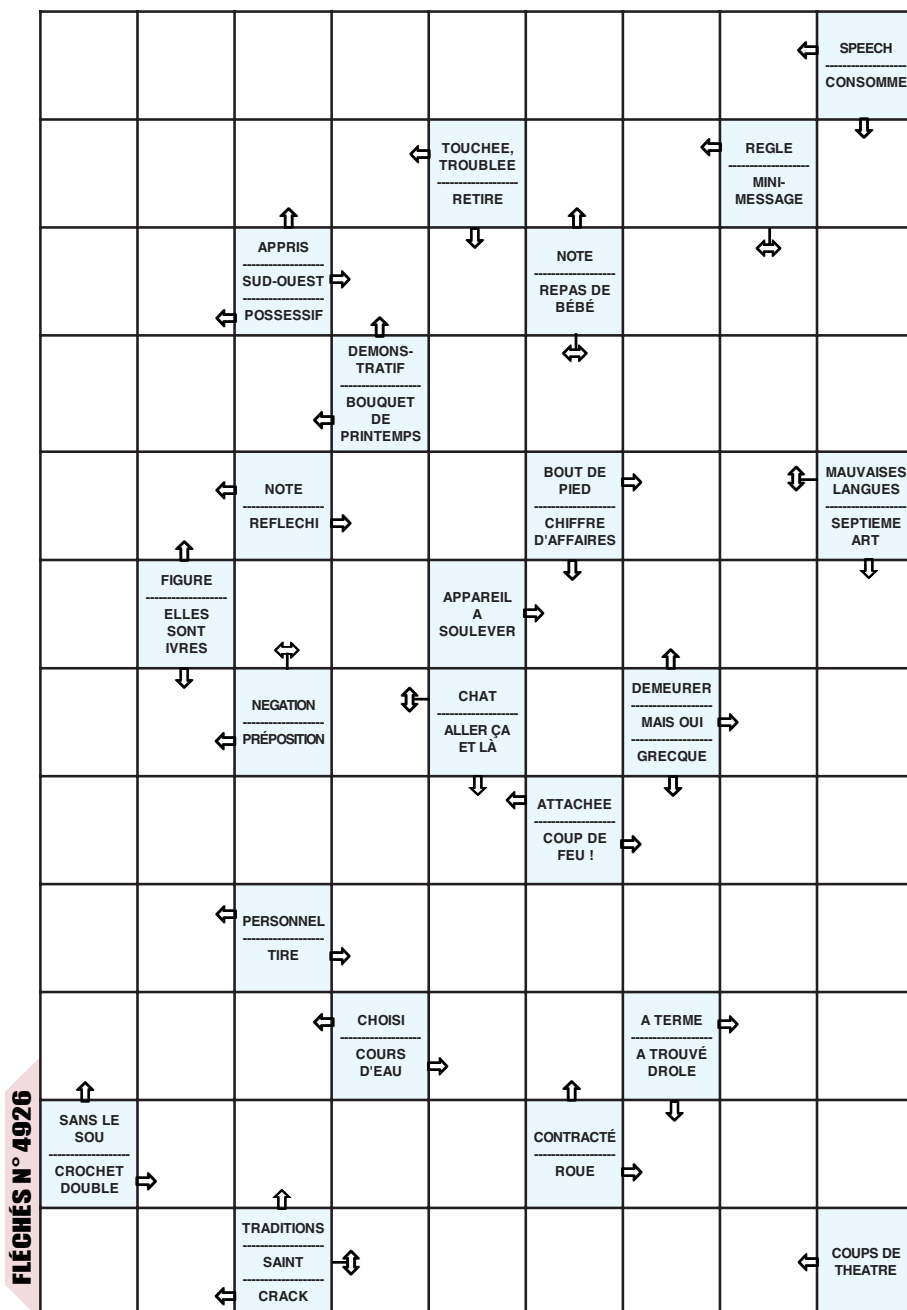 SPEECH
CONSOMME
TOUCHEE,
TROUBLEE
RETIRE
REGLE
MINI-
MESSAGE
APPRIS
SUD-OUEST
POSSESSIF
NOTE
REPAS DE
BÉBÉ
DEMONS-
TRATIF
BOUQUET
DE
PRINTEMPS
NOTE
REFLECHI
BOUT DE
PIED
CHIFFRE
D'AFFAIRES
MAUVAISES
LANGUES
SEPTIEME
ART
FIGURE
ELLES
SONT
IVRES
APPAREIL
A
SOULEVER
NEGATION
PRÉPOSITION
CHAT
ALLER ÇA
ET LÀ
DEMEURER
MAIS OUI
GRECQUE
ATTACHEE
COUP DE
FEU !
PERSONNEL
TIRE
CHOISI
COURS
D'EAU
A TERME
A TROUVÉ
DROLE
SANS LE
SOU
CROCHET
DOUBLE
CONTRACTÉ
ROUE
TRADITIONS
SAINT
CRACK
COUPS DE
THEATRE
FLÉCHÉS N° 4926